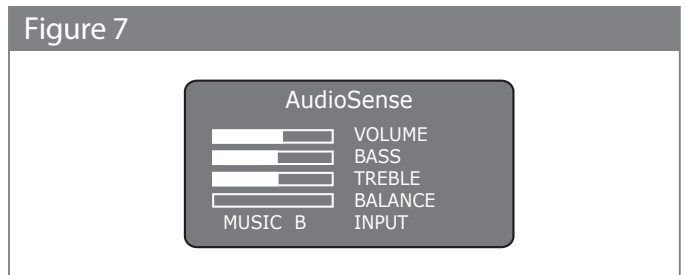 Figure 7
AudioSense
VOLUME
BASS
TREBLE
BALANCE
MUSIC B INPUT